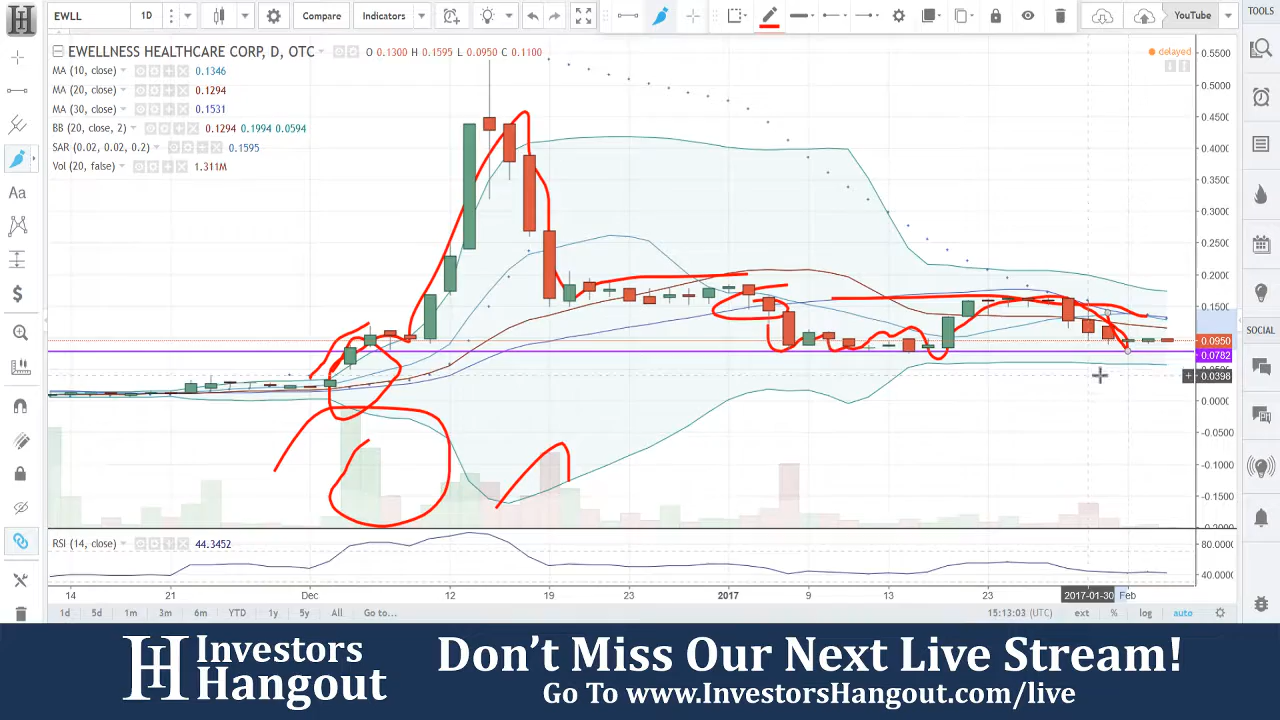 EWLL 1D Compare Indicators YouTube TOOLS
EWELLNESS HEALTHCARE CORP, D, OTC O 0.1300 H 0.1595 L 0.0950 C 0.1100
delayed
MA (10, close) 0.1346
MA (20, close) 0.1294
MA (30, close) 0.1531
BB (20, close, 2) 0.1294 0.1994 0.0594
SAR (0.02, 0.02, 0.2) 0.1595
Vol (20, false) 1.311M
Aa
0.5500
0.5000
0.4500
0.4000
0.3500
0.3000
0.2500
0.2000
0.1500
0.0950
0.0782
0.0398
0.0000
-0.0500
-0.1000
-0.1500
SOCIAL
RSI (14, close) 44.3452
80.0000
40.0000
14 21 Dec 12 19 23 2017 9 13 23 2017-01-30 Feb
1d 5d 1m 3m 6m YTD 1y 5y All Go to... 15:13:03 (UTC) ext % log auto
H Investors Hangout
Don't Miss Our Next Live Stream!
Go To www.InvestorsHangout.com/live